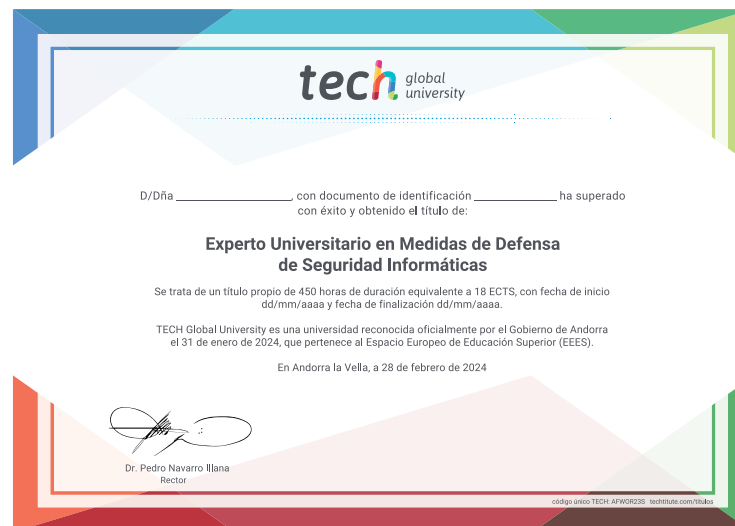 tech global university
D/Dña ______________________, con documento de identificación ________________ ha superado
con éxito y obtenido el título de:
Experto Universitario en Medidas de Defensa
de Seguridad Informáticas
Se trata de un título propio de 450 horas de duración equivalente a 18 ECTS, con fecha de inicio
dd/mm/aaaa y fecha de finalización dd/mm/aaaa.
TECH Global University es una universidad reconocida oficialmente por el Gobierno de Andorra
el 31 de enero de 2024, que pertenece al Espacio Europeo de Educación Superior (EEES).
En Andorra la Vella, a 28 de febrero de 2024
Dr. Pedro Navarro Illana
Rector
código único TECH: AFWOR23S techtitute.com/titulos